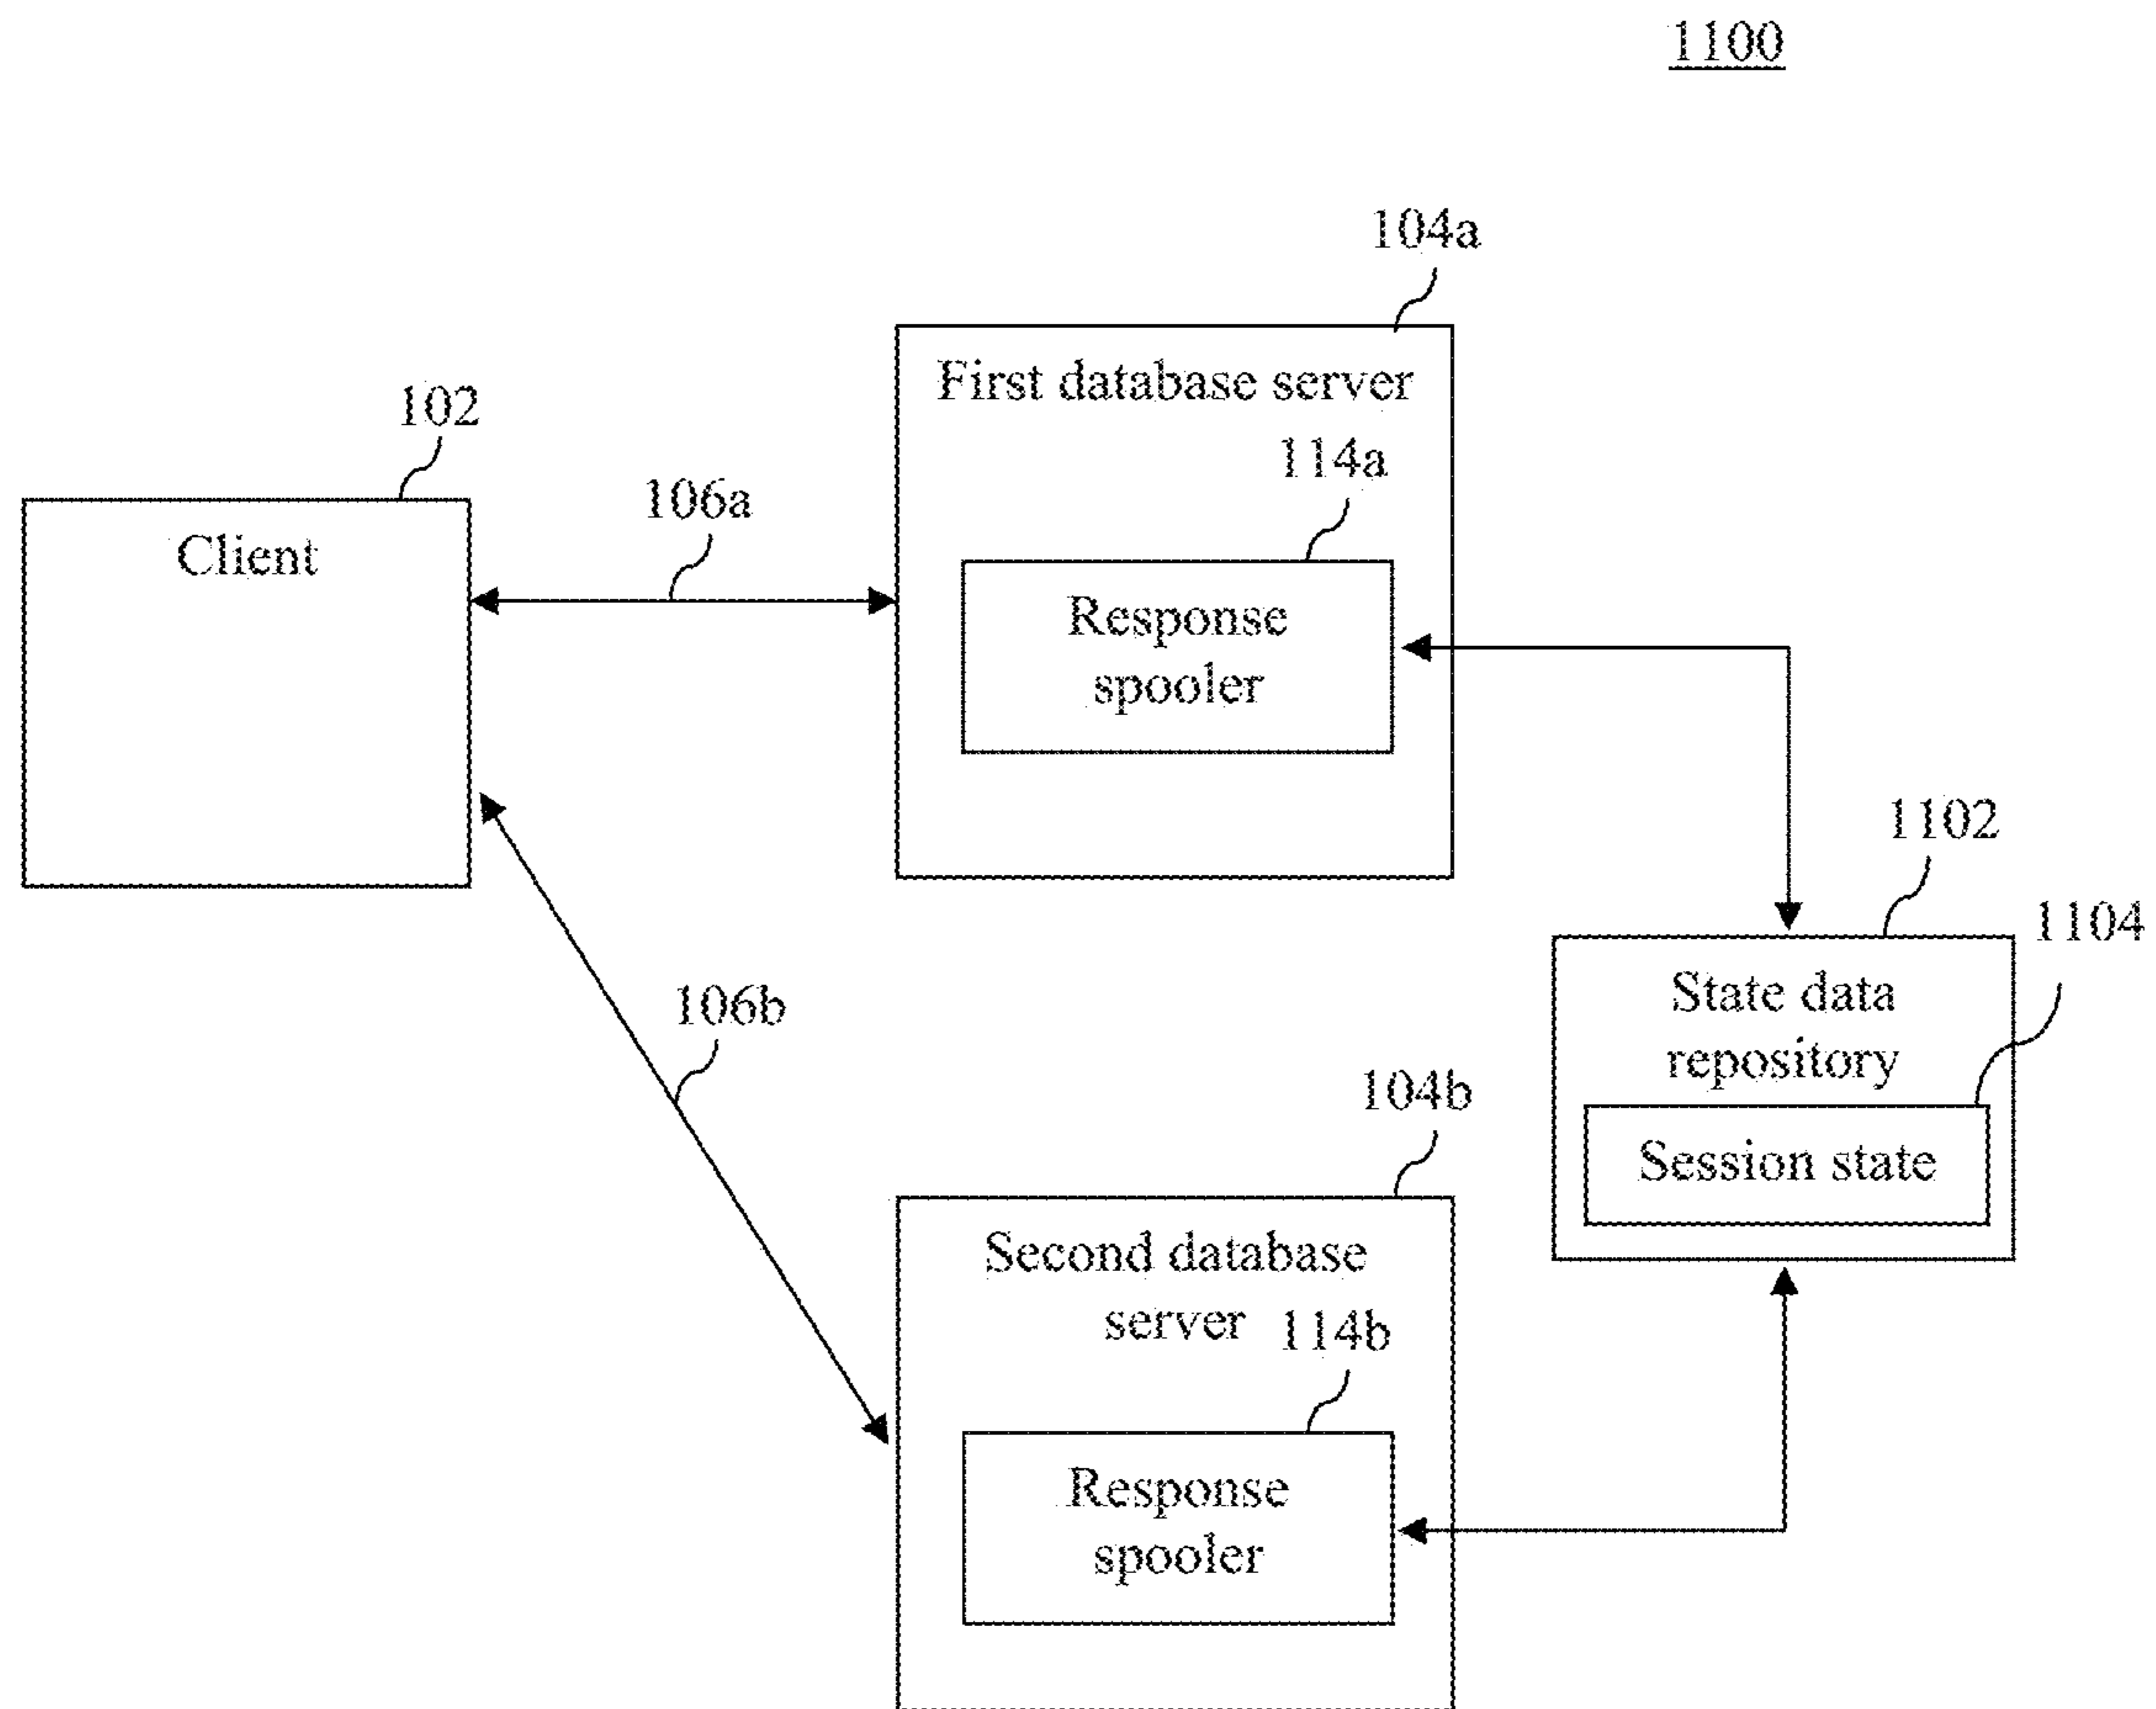 1100
104a
First database server
102
114a
106a
Client
Response
spooler
1102
1104
State data
repository
106b
104b
Session state
Second database
server
114b
Response
spooler